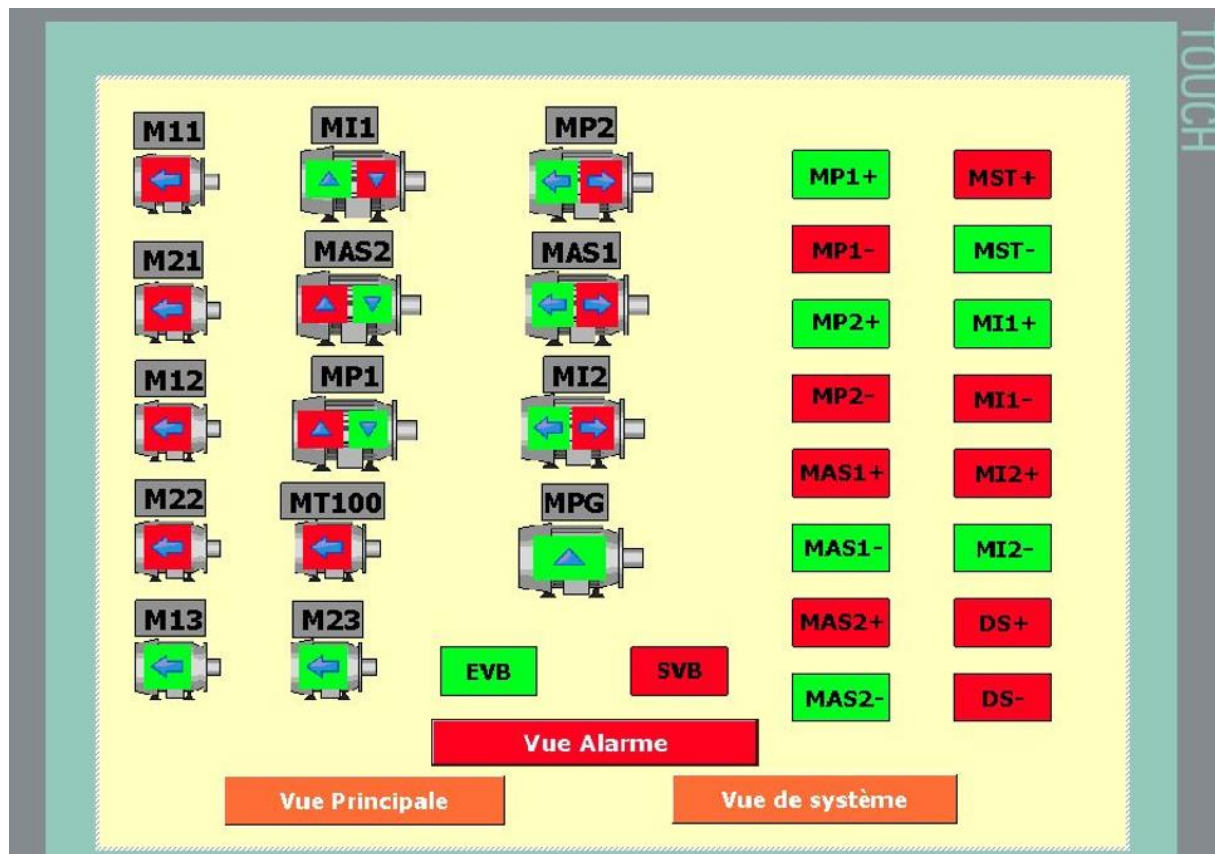 TOUCH
M11
MI1
MP2
M21
MAS2
MAS1
M12
MP1
MI2
M22
MT100
MPG
M13
M23
EVB
SVB
MP1+
MST+
MP1-
MST-
MP2+
MI1+
MP2-
MI1-
MAS1+
MI2+
MAS1-
MI2-
MAS2+
DS+
MAS2-
DS-
Vue Alarme
Vue Principale
Vue de système